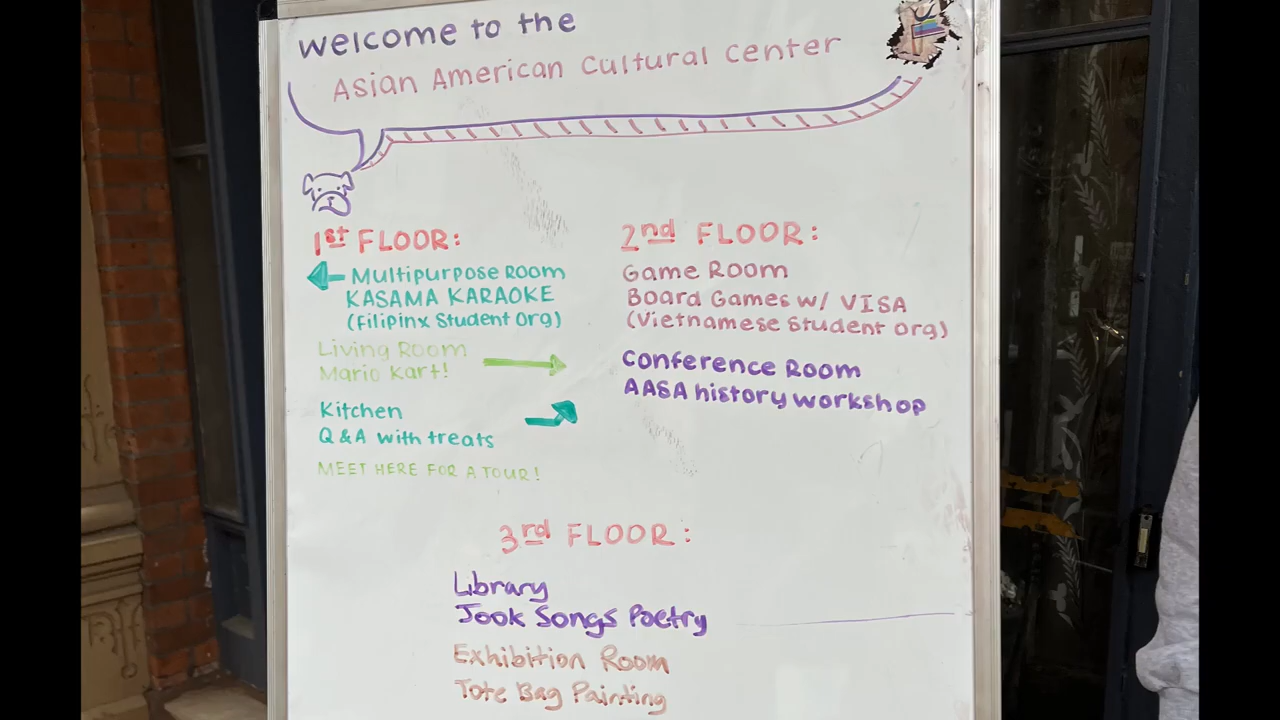 Welcome to the
Asian American Cultural Center
1st FLOOR:
Multipurpose Room
KASAMA KARAOKE
(Filipinx Student Org)
Living Room
Mario Kart!
Kitchen
Q & A with treats
MEET HERE FOR A TOUR!
2nd FLOOR:
Game Room
Board Games w/ VISA
(Vietnamese Student Org)
Conference Room
AASA history workshop
3rd FLOOR:
Library
Jook Songs Poetry
Exhibition Room
Tote Bag Painting